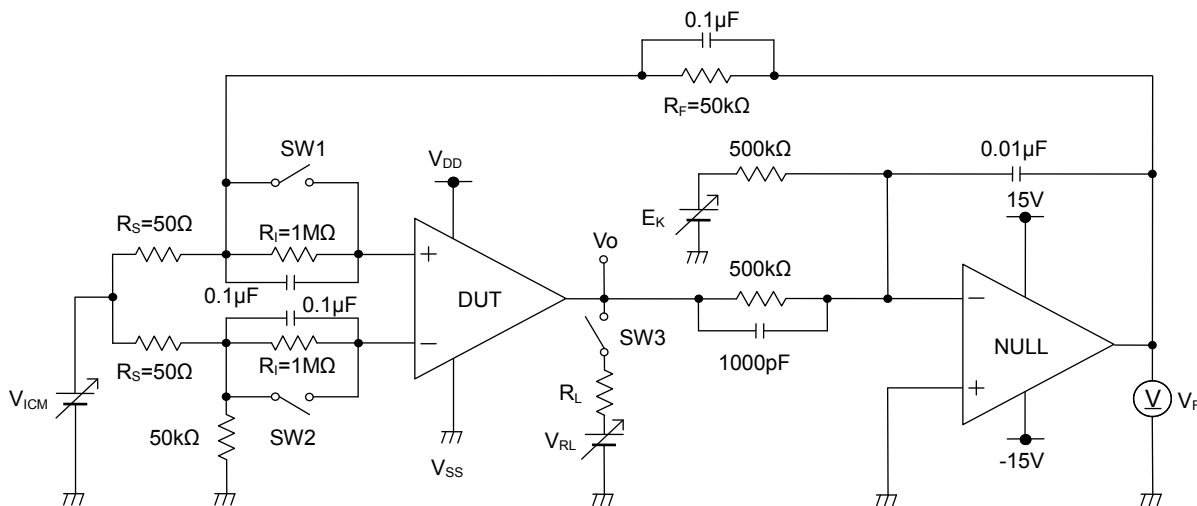 0.1µF
R_F=50kΩ
SW1
V_DD
500kΩ
0.01µF
15V
R_S=50Ω
R_I=1MΩ
E_K
Vo
+
0.1µF
0.1µF
DUT
500kΩ
−
SW3
−
NULL
R_S=50Ω
R_I=1MΩ
1000pF
V_ICM
R_L
+
V
V_F
50kΩ
SW2
V_RL
V_SS
-15V